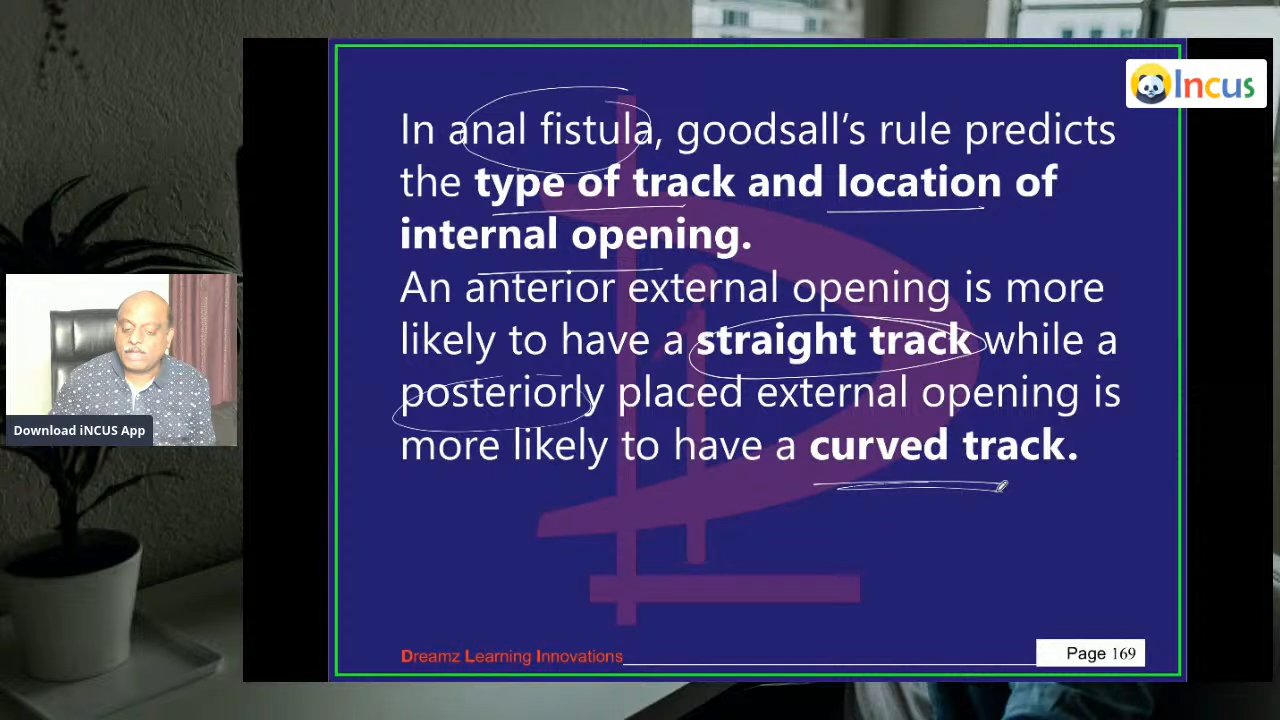 Incus
In anal fistula, goodsall’s rule predicts
the type of track and location of
internal opening.
An anterior external opening is more
likely to have a straight track while a
posteriorly placed external opening is
more likely to have a curved track.
Download iNCUS App
Dreamz Learning Innovations
Page 169